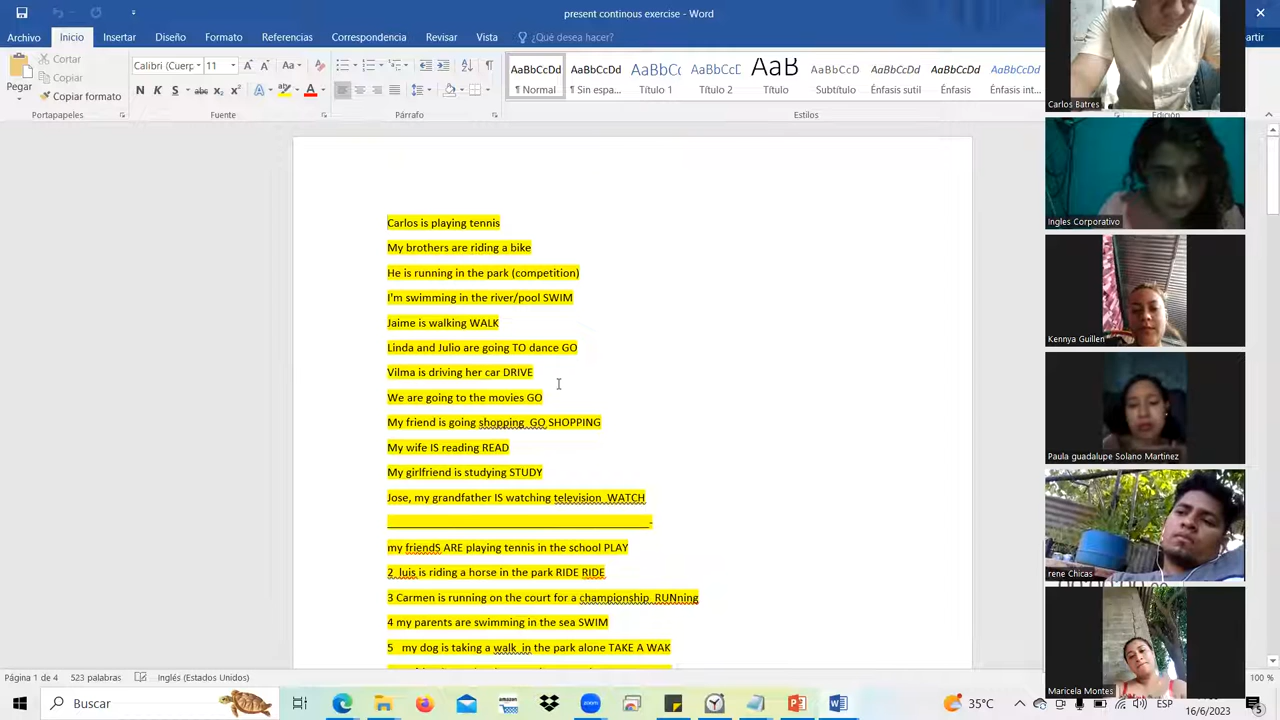 present continuous exercise - Word
Archivo Inicio Insertar Diseño Formato Referencias Correspondencia Revisar Vista ¿Qué desea hacer?
Cortar
Copiar
Copiar formato
Pegar
Portapapeles
Calibri (Cuerp 11
Fuente
Párrafo
AaBbCcDd AaBbCcDd AaBbCc AaBbCcC AaB AaBbCcD AaBbCcDd AaBbCcDd AaBbCcDd
¶ Normal ¶ Sin espa... Título 1 Título 2 Título Subtítulo Énfasis sutil Énfasis Énfasis int...
Estilos
Edición
Carlos is playing tennis
My brothers are riding a bike
He is running in the park (competition)
I'm swimming in the river/pool SWIM
Jaime is walking WALK
Linda and Julio are going TO dance GO
Vilma is driving her car DRIVE
We are going to the movies GO
My friend is going shopping GO SHOPPING
My wife IS reading READ
My girlfriend is studying STUDY
Jose, my grandfather IS watching television WATCH
my friendS ARE playing tennis in the school PLAY
2 luis is riding a horse in the park RIDE RIDE
3 Carmen is running on the court for a championship RUNning
4 my parents are swimming in the sea SWIM
5 my dog is taking a walk in the park alone TAKE A WAK
Carlos Batres
Ingles Corporativo
Kennya Guillen
Paula guadalupe Solano Martinez
rene Chicas
Maricela Montes
Página 1 de 4 523 palabras Inglés (Estados Unidos)
100 %
Buscar
amazon
zoom
35°C
ESP
16/6/2023
5